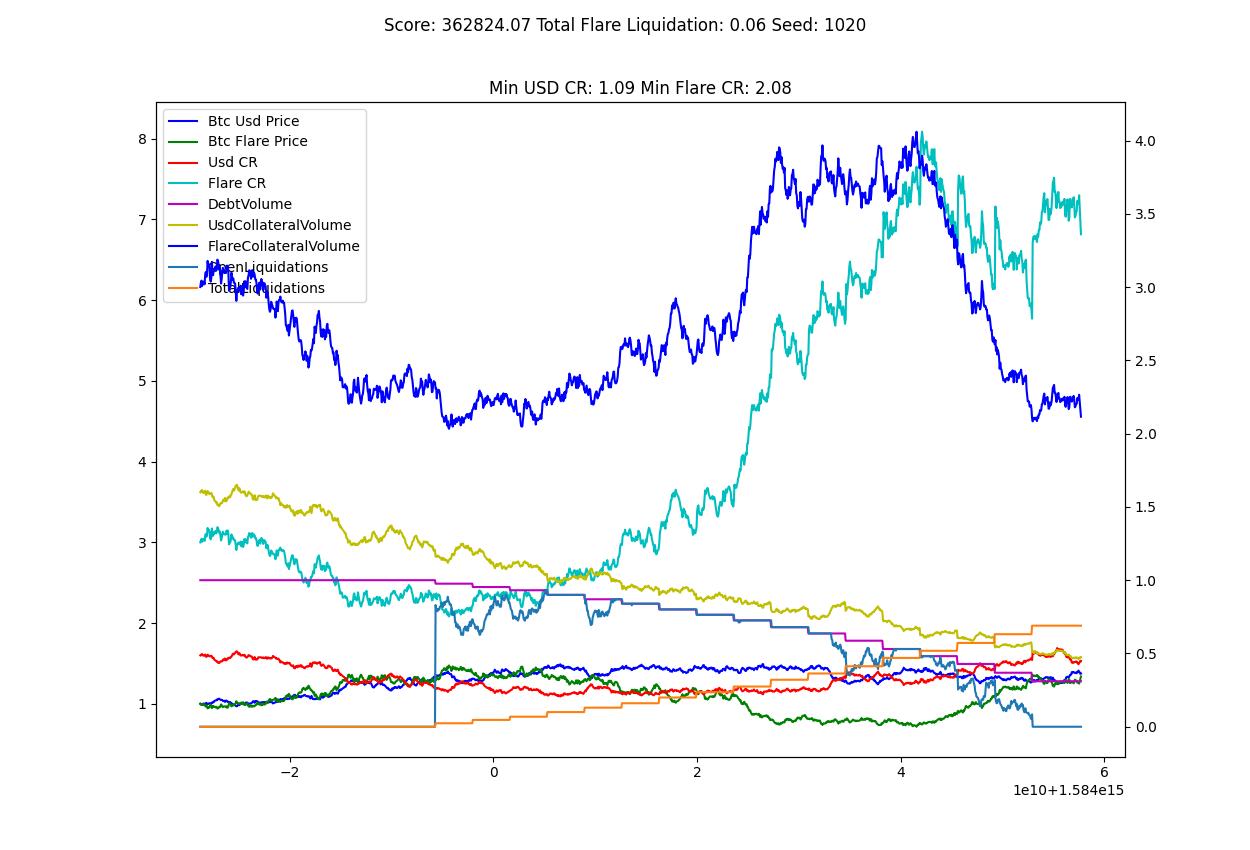 Score: 362824.07 Total Flare Liquidation: 0.06 Seed: 1020
Min USD CR: 1.09 Min Flare CR: 2.08
Btc Usd Price
Btc Flare Price
Usd CR
Flare CR
DebtVolume
UsdCollateralVolume
FlareCollateralVolume
OpenLiquidations
TotalLiquidations
8
7
6
5
4
3
2
1
4.0
3.5
3.0
2.5
2.0
1.5
1.0
0.5
0.0
−2 0 2 4 6
1e10+1.584e15